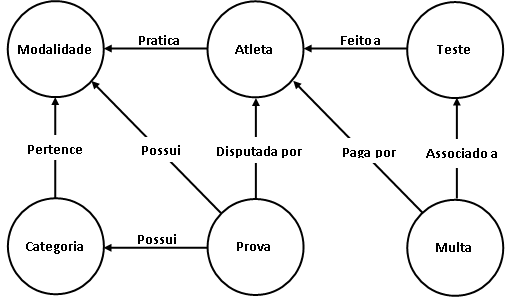 Modalidade
Pratica
Atleta
Feito a
Teste
Pertence
Possui
Disputada por
Paga por
Associado a
Categoria
Possui
Prova
Multa